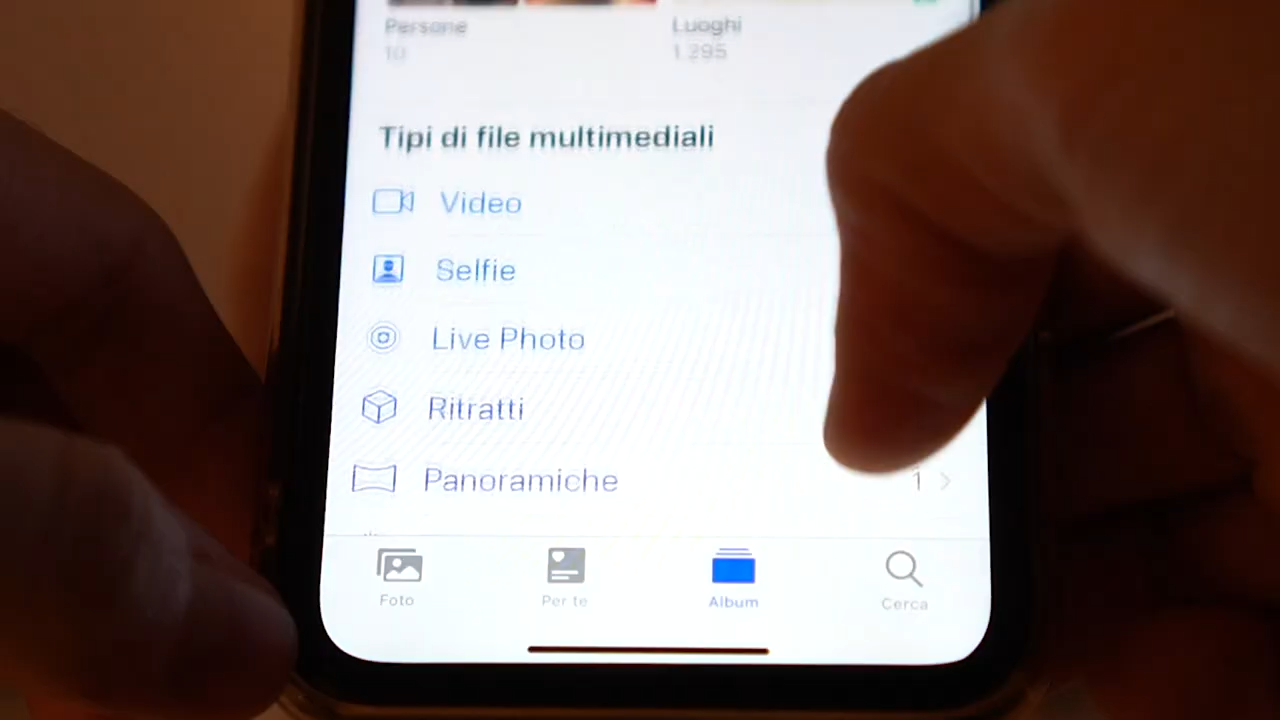 Persone Luoghi
10 1.295
Tipi di file multimediali
Video
Selfie
Live Photo
Ritratti
Panoramiche 1
Foto Per te Album Cerca